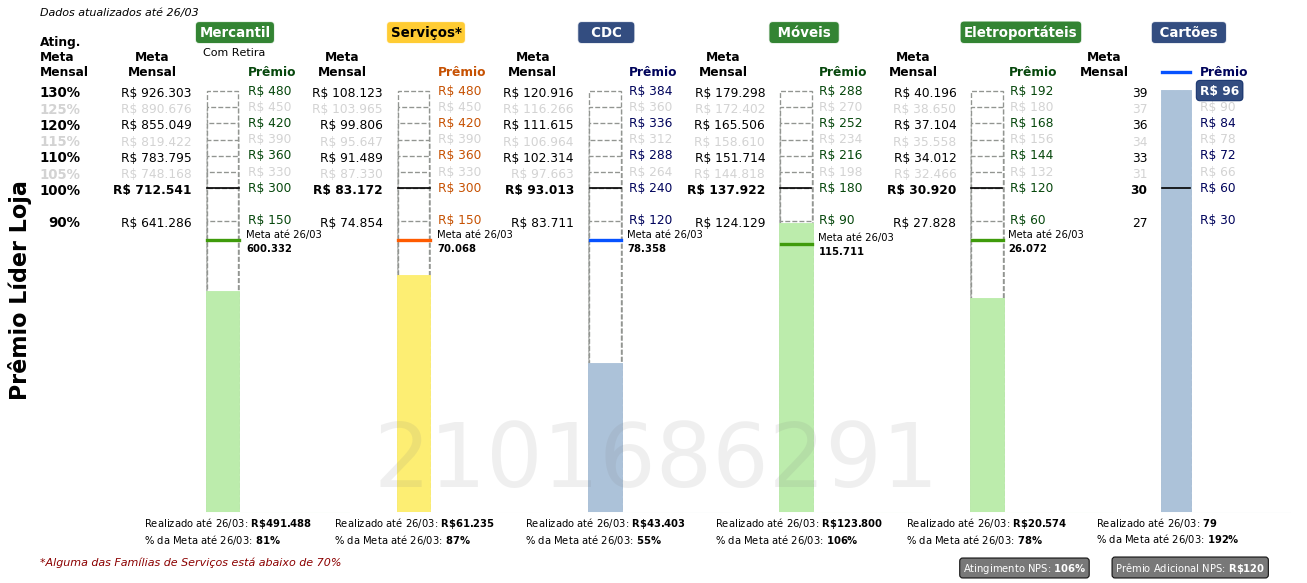 Dados atualizados até 26/03
Mercantil Serviços* CDC Móveis Eletroportáteis Cartões
Com Retira
Ating. Meta Mensal Meta Mensal Prêmio Meta Mensal Prêmio Meta Mensal Prêmio Meta Mensal Prêmio Meta Mensal Prêmio Meta Mensal Prêmio
130% R$ 926.303 R$ 480 R$ 108.123 R$ 480 R$ 120.916 R$ 384 R$ 179.298 R$ 288 R$ 40.196 R$ 192 39 R$ 96
125% R$ 890.676 R$ 450 R$ 103.965 R$ 450 R$ 116.266 R$ 360 R$ 172.402 R$ 270 R$ 38.650 R$ 180 37 R$ 90
120% R$ 855.049 R$ 420 R$ 99.806 R$ 420 R$ 111.615 R$ 336 R$ 165.506 R$ 252 R$ 37.104 R$ 168 36 R$ 84
115% R$ 819.422 R$ 390 R$ 95.647 R$ 390 R$ 106.964 R$ 312 R$ 158.610 R$ 234 R$ 35.558 R$ 156 34 R$ 78
110% R$ 783.795 R$ 360 R$ 91.489 R$ 360 R$ 102.314 R$ 288 R$ 151.714 R$ 216 R$ 34.012 R$ 144 33 R$ 72
105% R$ 748.168 R$ 330 R$ 87.330 R$ 330 R$ 97.663 R$ 264 R$ 144.818 R$ 198 R$ 32.466 R$ 132 31 R$ 66
100% R$ 712.541 R$ 300 R$ 83.172 R$ 300 R$ 93.013 R$ 240 R$ 137.922 R$ 180 R$ 30.920 R$ 120 30 R$ 60
90% R$ 641.286 R$ 150 R$ 74.854 R$ 150 R$ 83.711 R$ 120 R$ 124.129 R$ 90 R$ 27.828 R$ 60 27 R$ 30
Meta até 26/03 Meta até 26/03 Meta até 26/03 Meta até 26/03 Meta até 26/03
600.332 70.068 78.358 115.711 26.072
Prêmio Líder Loja
2101686291
Realizado até 26/03: R$491.488 Realizado até 26/03: R$61.235 Realizado até 26/03: R$43.403 Realizado até 26/03: R$123.800 Realizado até 26/03: R$20.574 Realizado até 26/03: 79
% da Meta até 26/03: 81% % da Meta até 26/03: 87% % da Meta até 26/03: 55% % da Meta até 26/03: 106% % da Meta até 26/03: 78% % da Meta até 26/03: 192%
*Alguma das Famílias de Serviços está abaixo de 70%
Atingimento NPS: 106% Prêmio Adicional NPS: R$120